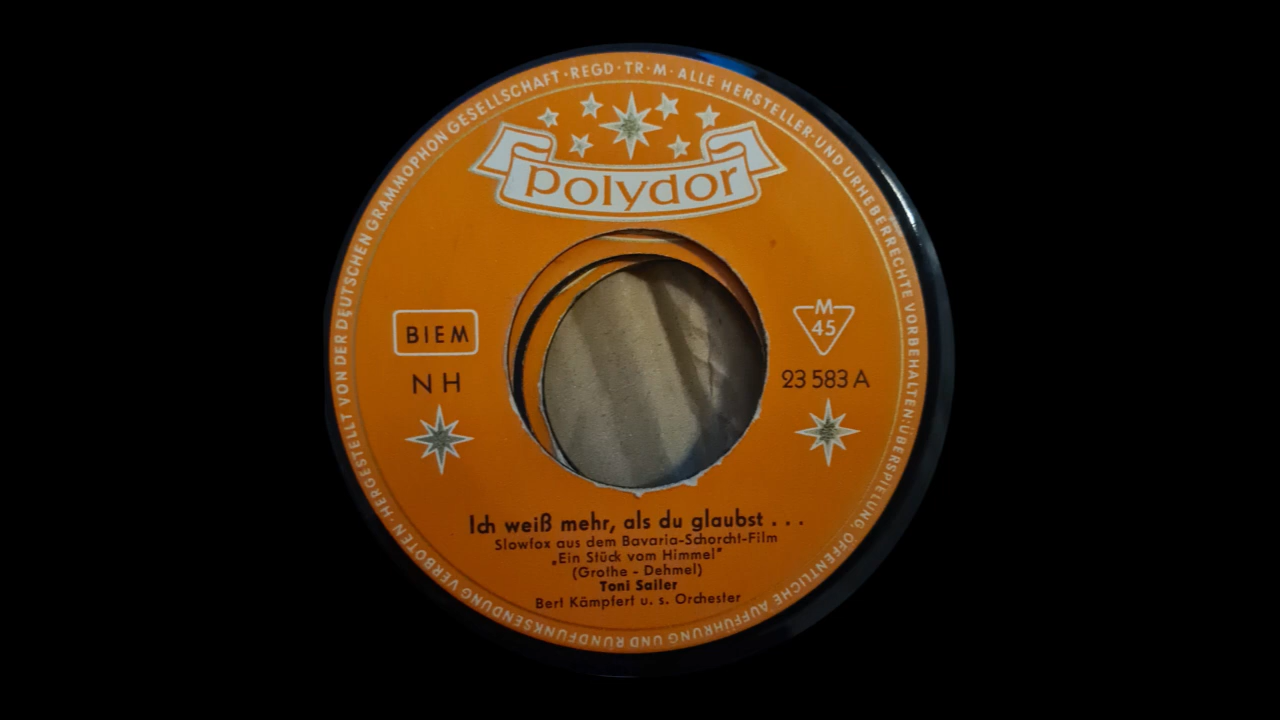 HERGESTELLT VON DER DEUTSCHEN GRAMMOPHON GESELLSCHAFT · REGD · TR · M · ALLE HERSTELLER- UND URHEBERRECHTE VORBEHALTEN: ÜBERSPIELUNG, ÖFFENTLICHE AUFFÜHRUNG UND RUNDFUNKSENDUNG VERBOTEN ·
polydor
BIEM
NH
M
45
23 583 A
Ich weiß mehr, als du glaubst . . .
Slowfox aus dem Bavaria-Schorcht-Film
„Ein Stück vom Himmel"
(Grothe - Dehmel)
Toni Sailer
Bert Kämpfert u. s. Orchester